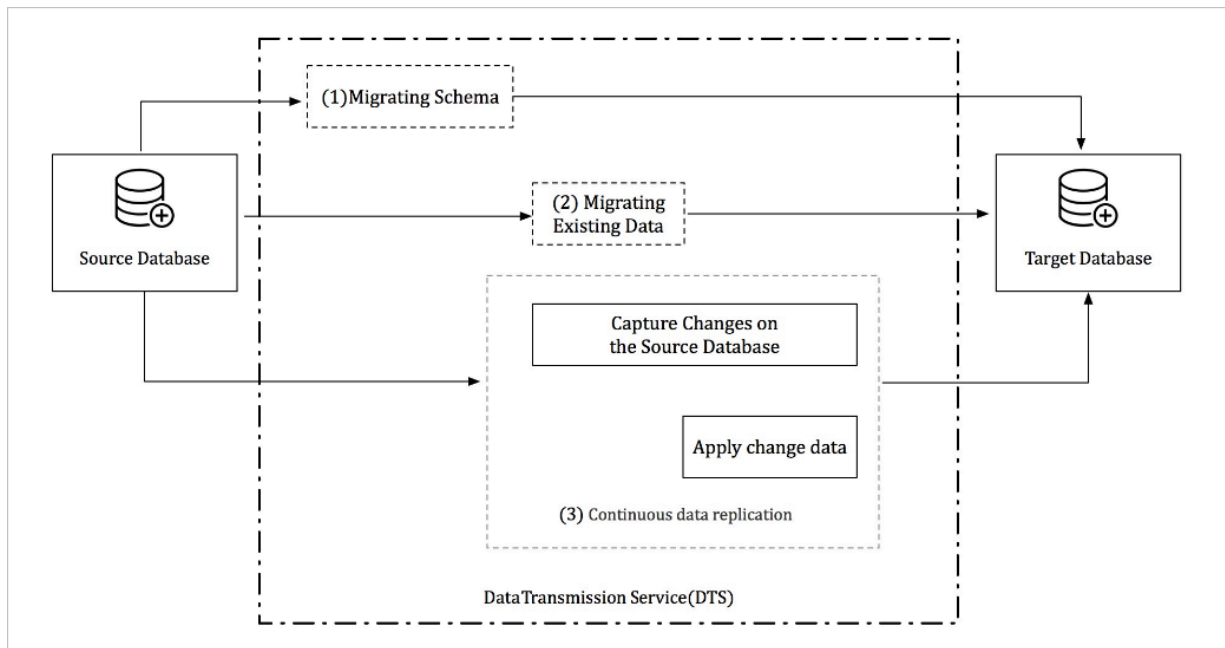 (1)Migrating Schema
Source Database
(2) Migrating
Existing Data
Target Database
Capture Changes on
the Source Database
Apply change data
(3) Continuous data replication
DataTransmission Service(DTS)